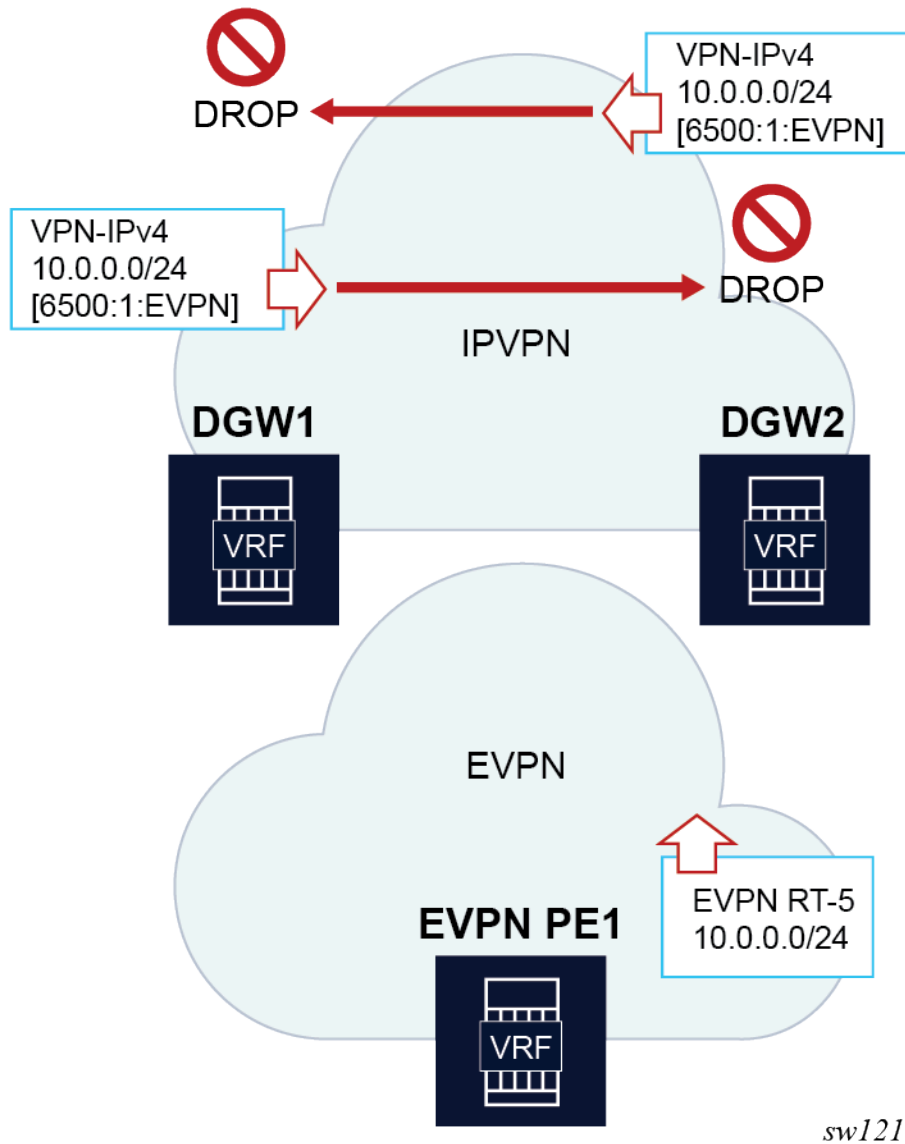 VPN-IPv4
10.0.0.0/24
[6500:1:EVPN]
DROP
VPN-IPv4
10.0.0.0/24
[6500:1:EVPN]
DROP
IPVPN
DGW1
DGW2
VRF
VRF
EVPN
EVPN RT-5
10.0.0.0/24
EVPN PE1
VRF
sw121